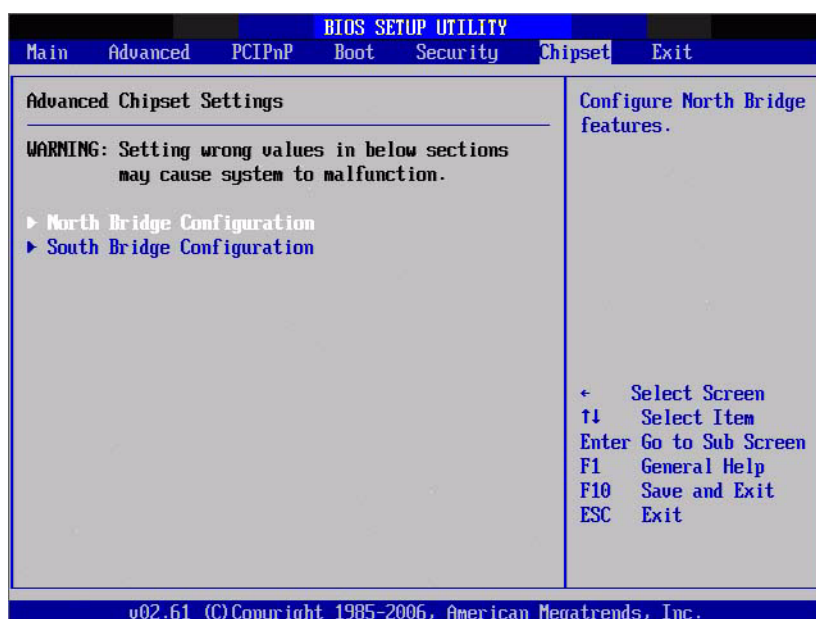 BIOS SETUP UTILITY
Main Advanced PCIPnP Boot Security Chipset Exit
Advanced Chipset Settings
WARNING: Setting wrong values in below sections
may cause system to malfunction.
▶ North Bridge Configuration
▶ South Bridge Configuration
Configure North Bridge
features.
← Select Screen
↑↓ Select Item
Enter Go to Sub Screen
F1 General Help
F10 Save and Exit
ESC Exit
v02.61 (C)Copyright 1985-2006, American Megatrends, Inc.